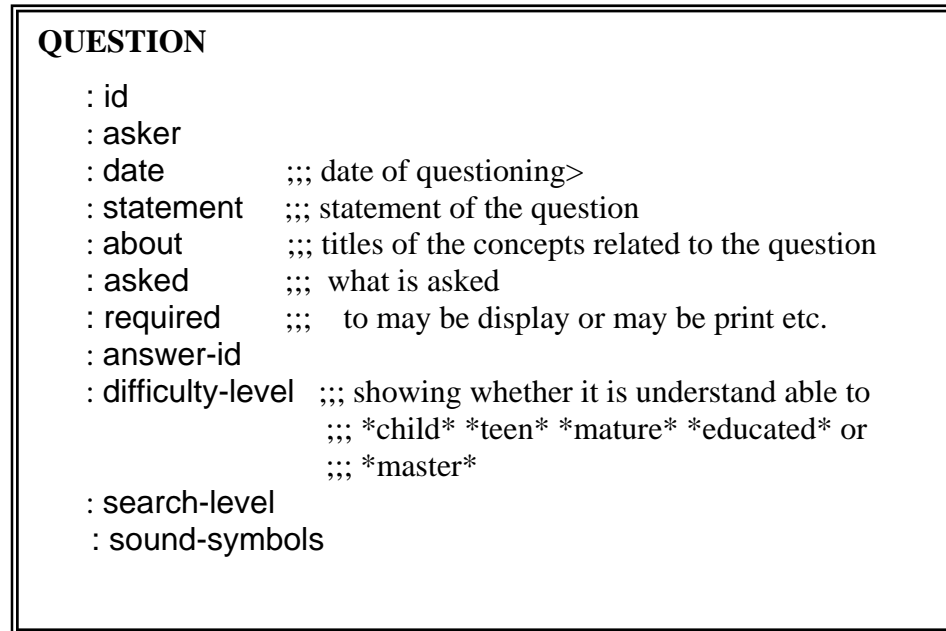 QUESTION
: id
: asker
: date ;;; date of questioning>
: statement ;;; statement of the question
: about ;;; titles of the concepts related to the question
: asked ;;; what is asked
: required ;;; to may be display or may be print etc.
: answer-id
: difficulty-level ;;; showing whether it is understand able to
;;; *child* *teen* *mature* *educated* or
;;; *master*
: search-level
: sound-symbols